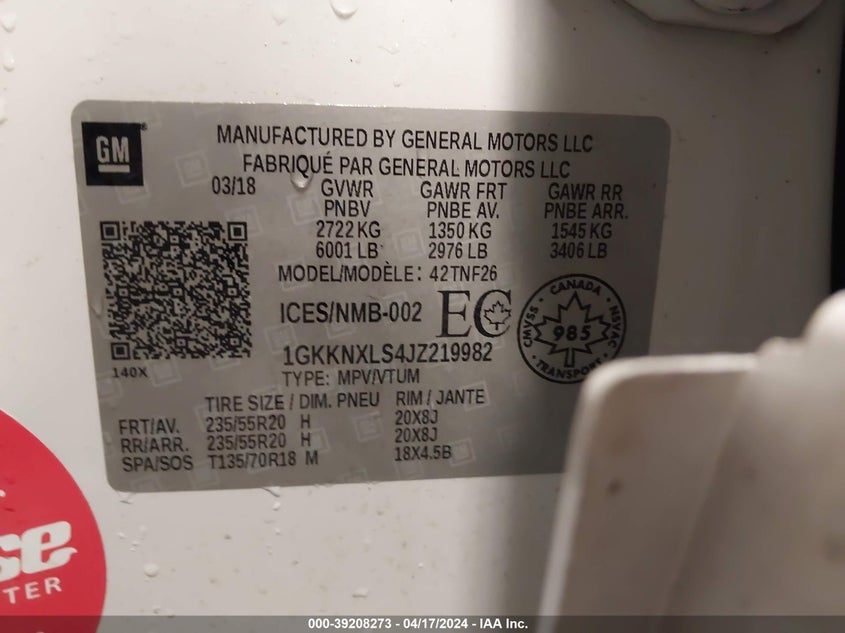 GM
MANUFACTURED BY GENERAL MOTORS LLC
FABRIQUÉ PAR GENERAL MOTORS LLC
03/18 GVWR GAWR FRT GAWR RR
PNBV PNBE AV. PNBE ARR.
2722 KG 1350 KG 1545 KG
6001 LB 2976 LB 3406 LB
MODEL/MODÈLE: 42TNF26
ICES/NMB-002 EC
CANADA
CMVSS 985 NSVAC
1GKKNXLS4JZ219982
140X
TYPE: MPV/VTUM
TIRE SIZE / DIM. PNEU RIM / JANTE
FRT/AV. 235/55R20 H 20X8J
RR/ARR. 235/55R20 H 20X8J
SPA/SOS T135/70R18 M 18X4.5B
000-39208273 - 04/17/2024 - IAA Inc.